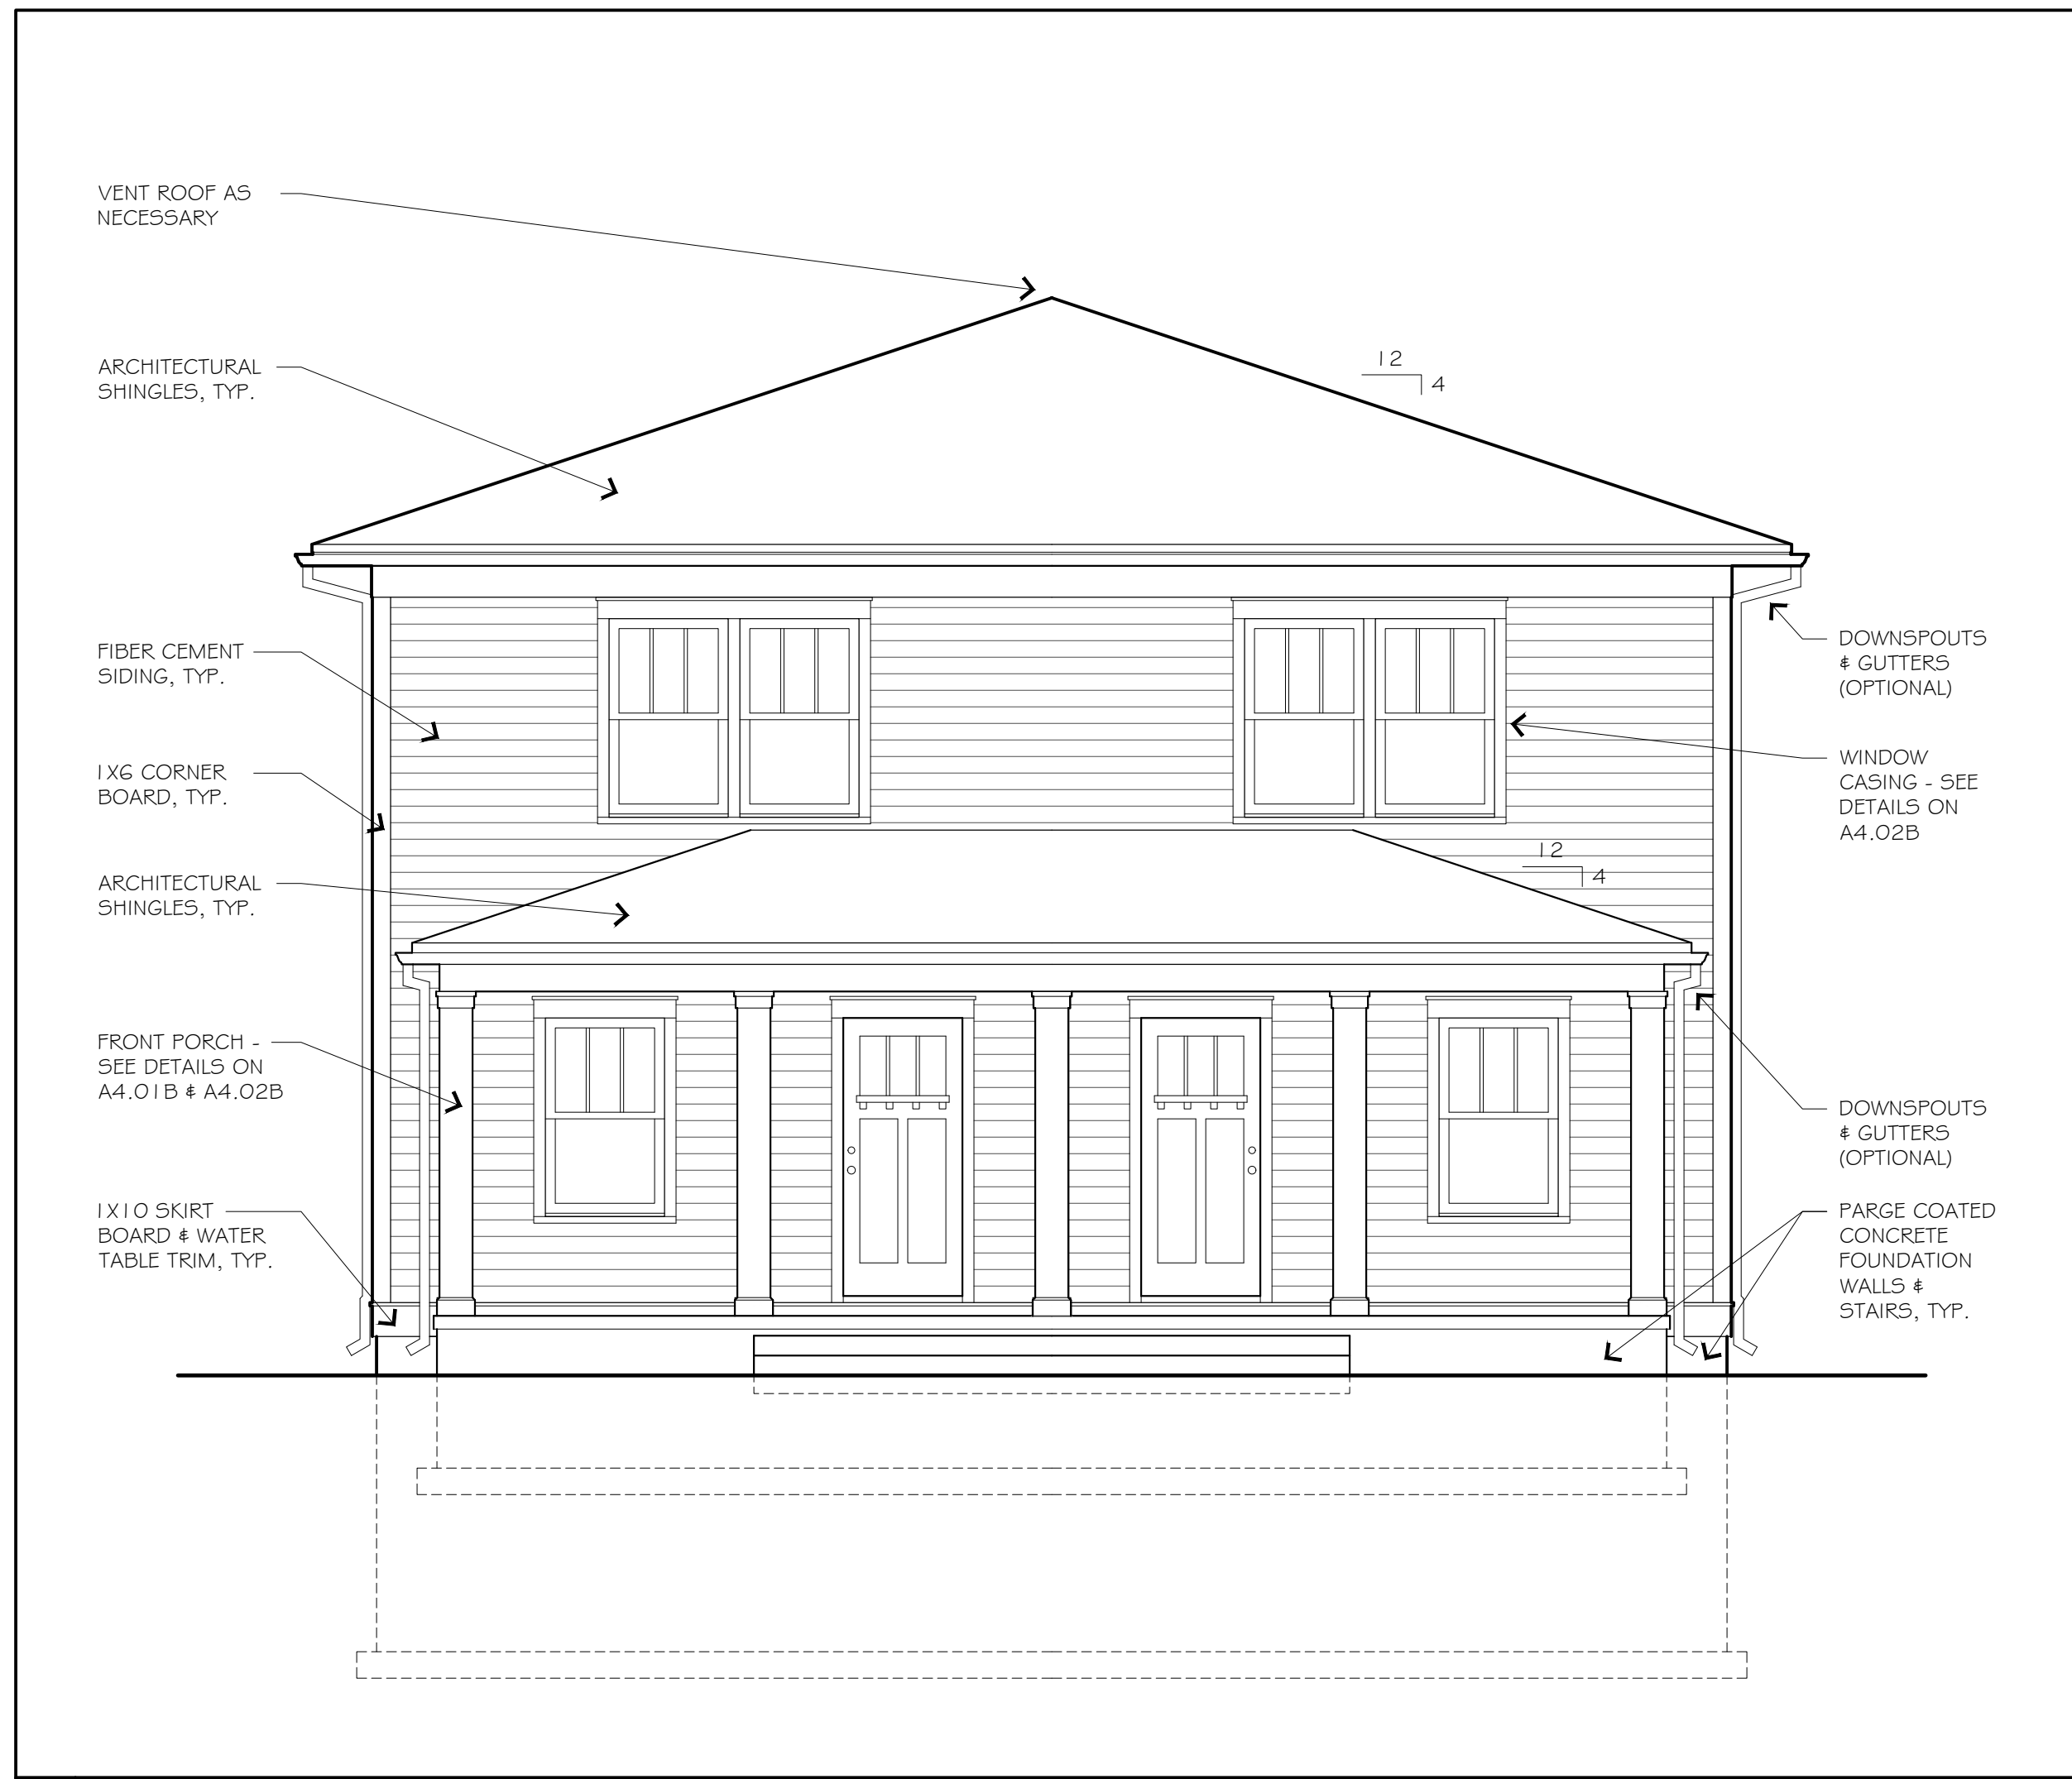 VENT ROOF AS
NECESSARY
ARCHITECTURAL
SHINGLES, TYP.
12
4
FIBER CEMENT
SIDING, TYP.
1X6 CORNER
BOARD, TYP.
ARCHITECTURAL
SHINGLES, TYP.
FRONT PORCH -
SEE DETAILS ON
A4.01B & A4.02B
1X10 SKIRT
BOARD & WATER
TABLE TRIM, TYP.
DOWNSPOUTS
& GUTTERS
(OPTIONAL)
WINDOW
CASING - SEE
DETAILS ON
A4.02B
12
4
DOWNSPOUTS
& GUTTERS
(OPTIONAL)
PARGE COATED
CONCRETE
FOUNDATION
WALLS &
STAIRS, TYP.